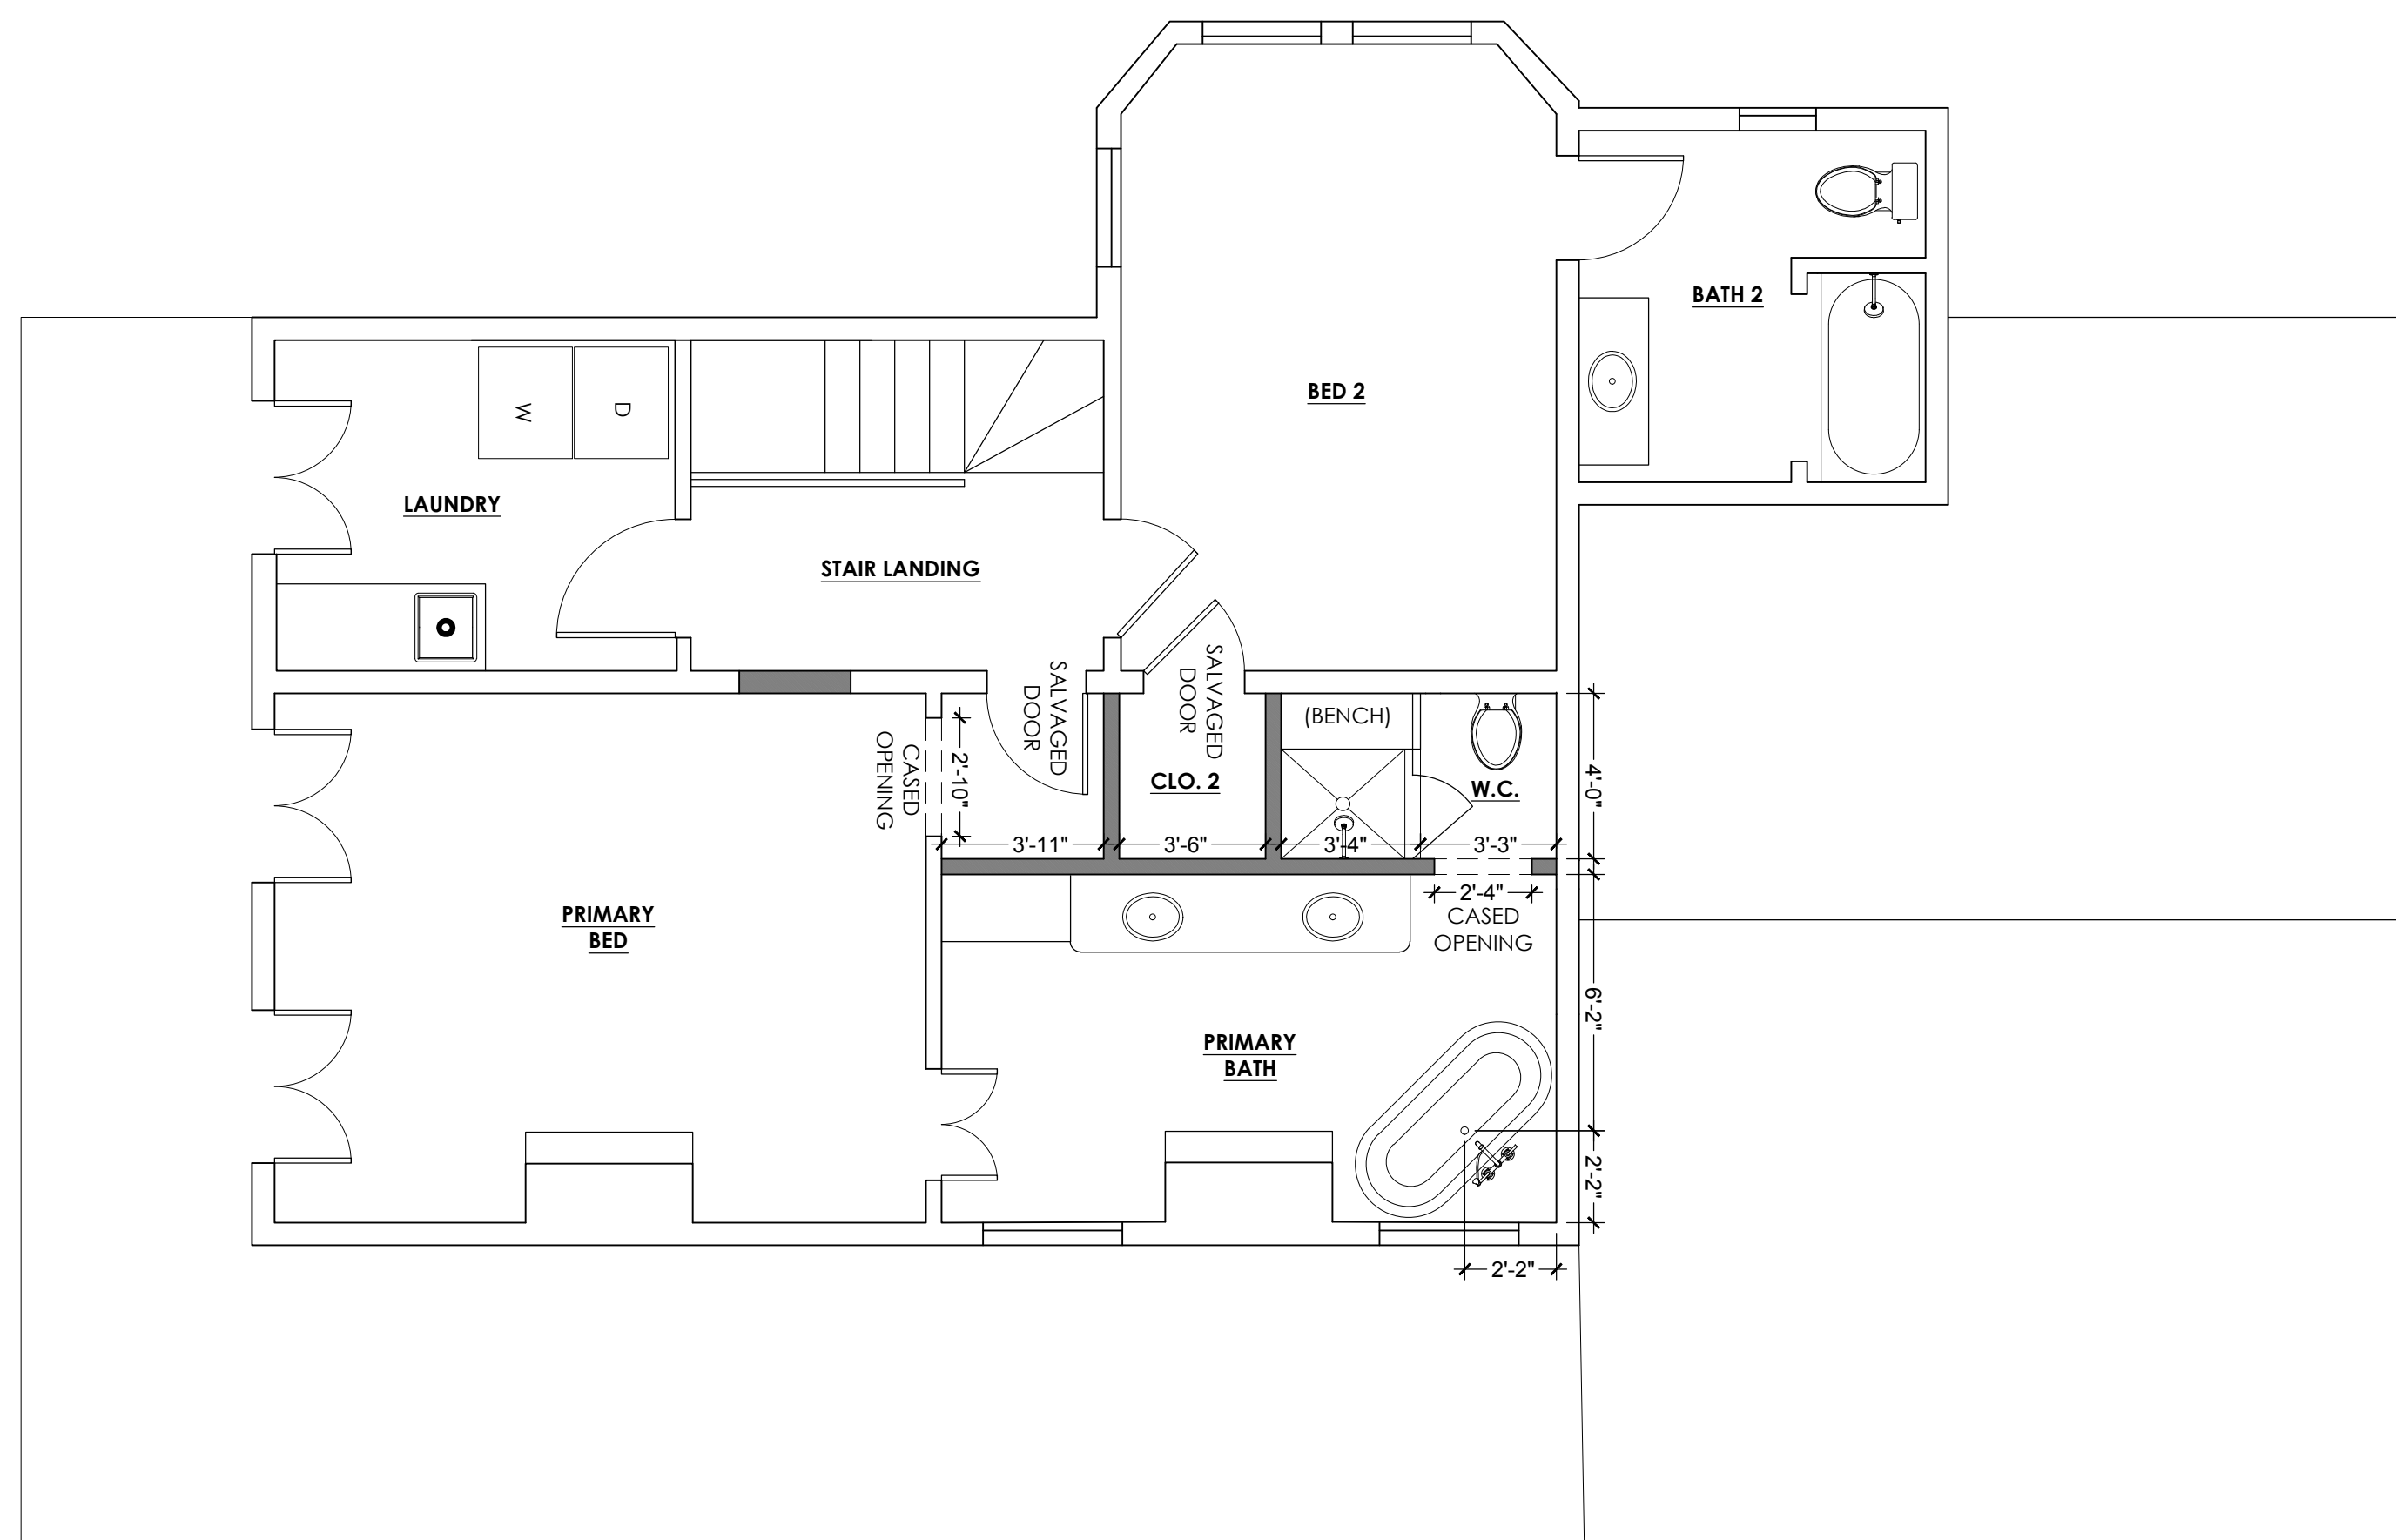 BATH 2
BED 2
W
D
LAUNDRY
STAIR LANDING
SALVAGED
DOOR
SALVAGED
DOOR
(BENCH)
CASED
OPENING
2'-10"
CLO. 2
W.C.
4'-0"
3'-11"
3'-6"
3'-4"
3'-3"
2'-4"
CASED
OPENING
PRIMARY
BED
6'-2"
PRIMARY
BATH
2'-2"
2'-2"